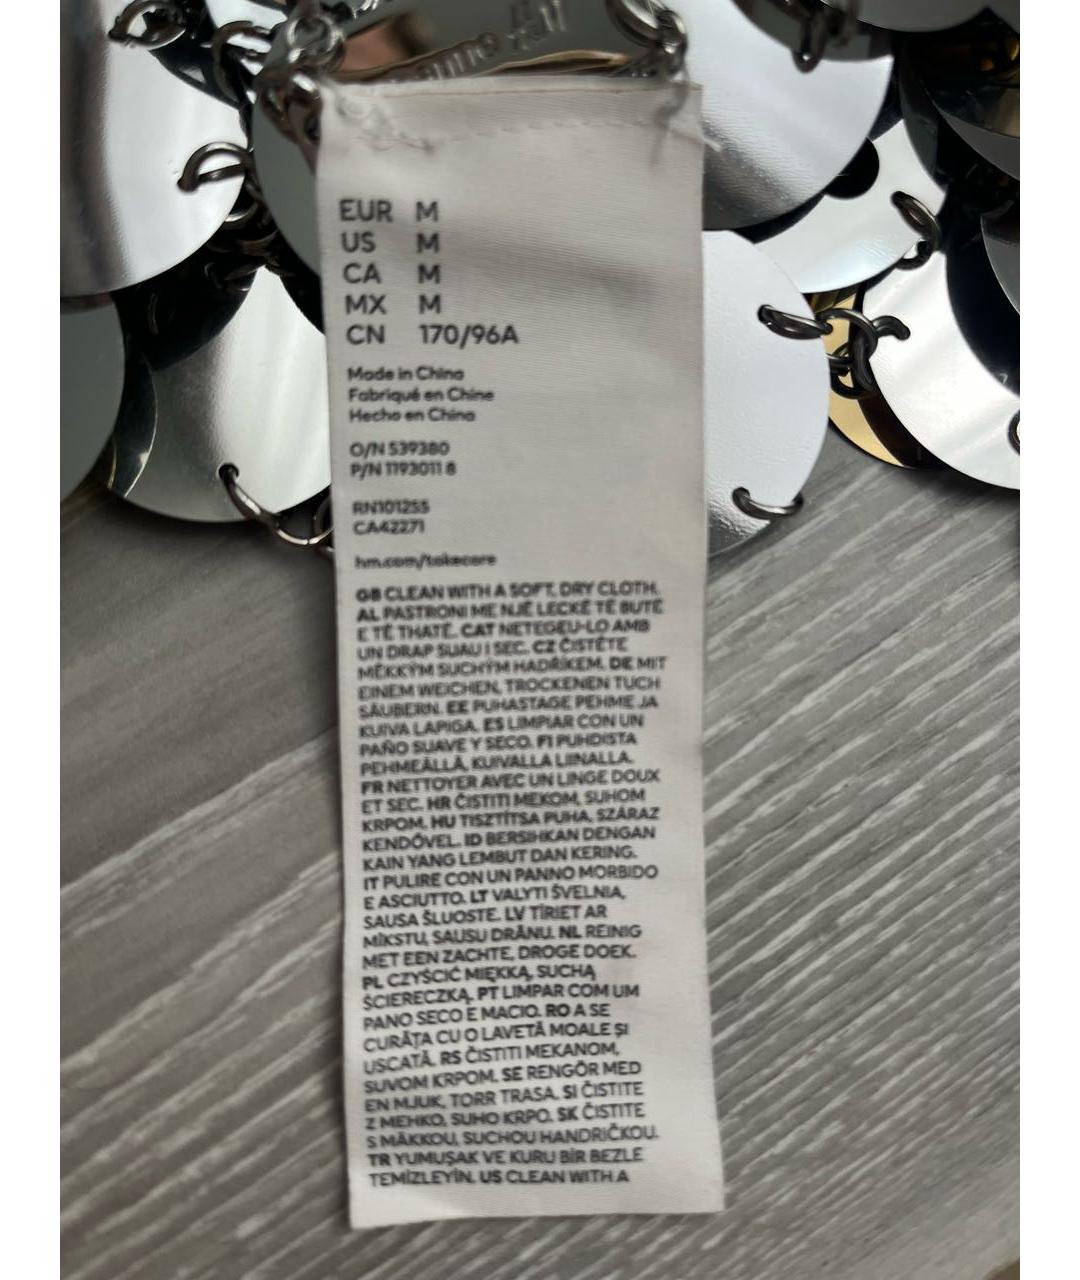 EUR M
US M
CA M
MX M
CN 170/96A
Made in China
Fabriqué en Chine
Hecho en China
O/N 539380
P/N 1193011 8
RN101255
CA42271
hm.com/takecare
GB CLEAN WITH A SOFT, DRY CLOTH.
AL PASTRONI ME NJË LECKË TË BUTË
E TË THATË. CAT NETEGEU-LO AMB
UN DRAP SUAU I SEC. CZ ČISTĚTE
MĚKKÝM SUCHÝM HADŘÍKEM. DE MIT
EINEM WEICHEN, TROCKENEN TUCH
SÄUBERN. EE PUHASTAGE PEHME JA
KUIVA LAPIGA. ES LIMPIAR CON UN
PAÑO SUAVE Y SECO. FI PUHDISTA
PEHMEÄLLÄ, KUIVALLA LIINALLA.
FR NETTOYER AVEC UN LINGE DOUX
ET SEC. HR ČISTITI MEKOM, SUHOM
KRPOM. HU TISZTÍTSA PUHA, SZÁRAZ
KENDŐVEL. ID BERSIHKAN DENGAN
KAIN YANG LEMBUT DAN KERING.
IT PULIRE CON UN PANNO MORBIDO
E ASCIUTTO. LT VALYTI ŠVELNIA,
SAUSA ŠLUOSTE. LV TĪRIET AR
MĪKSTU, SAUSU DRĀNU. NL REINIG
MET EEN ZACHTE, DROGE DOEK.
PL CZYŚCIĆ MIĘKKĄ, SUCHĄ
ŚCIERECZKĄ. PT LIMPAR COM UM
PANO SECO E MACIO. RO A SE
CURĂȚA CU O LAVETĂ MOALE ȘI
USCATĂ. RS ČISTITI MEKANOM,
SUVOM KRPOM. SE RENGÖR MED
EN MJUK, TORR TRASA. SI ČISTITE
Z MEHKO, SUHO KRPO. SK ČISTITE
S MÄKKOU, SUCHOU HANDRIČKOU.
TR YUMUŞAK VE KURU BİR BEZLE
TEMİZLEYİN. US CLEAN WITH A